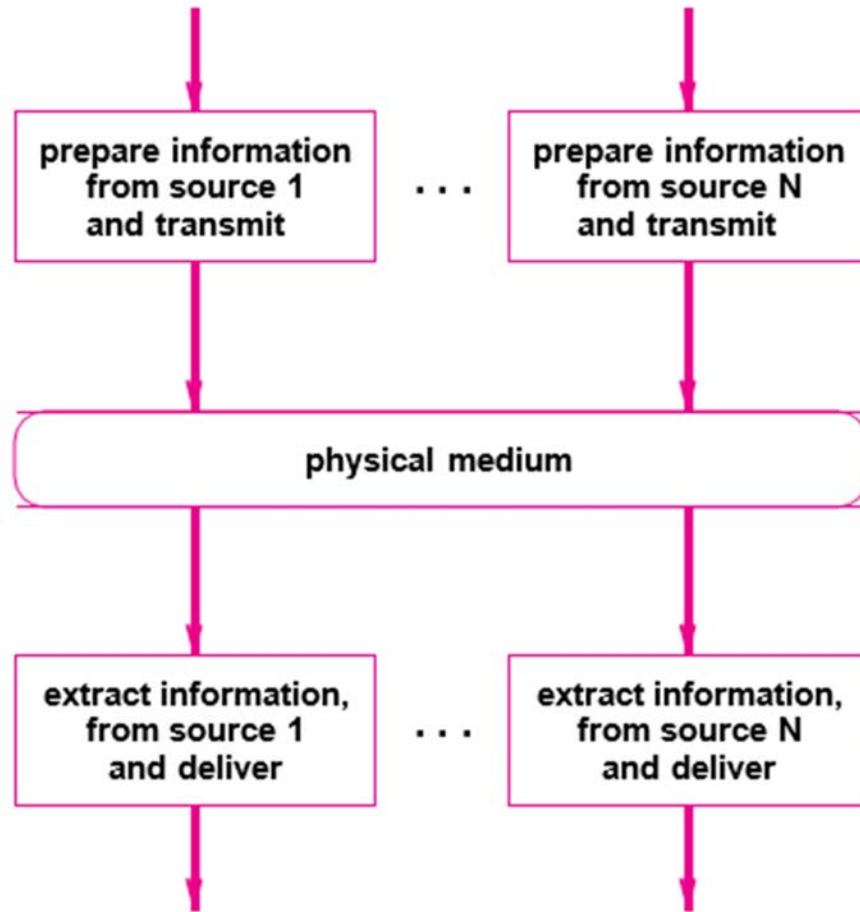 prepare information
from source 1
and transmit
. . .
prepare information
from source N
and transmit
physical medium
extract information,
from source 1
and deliver
. . .
extract information,
from source N
and deliver